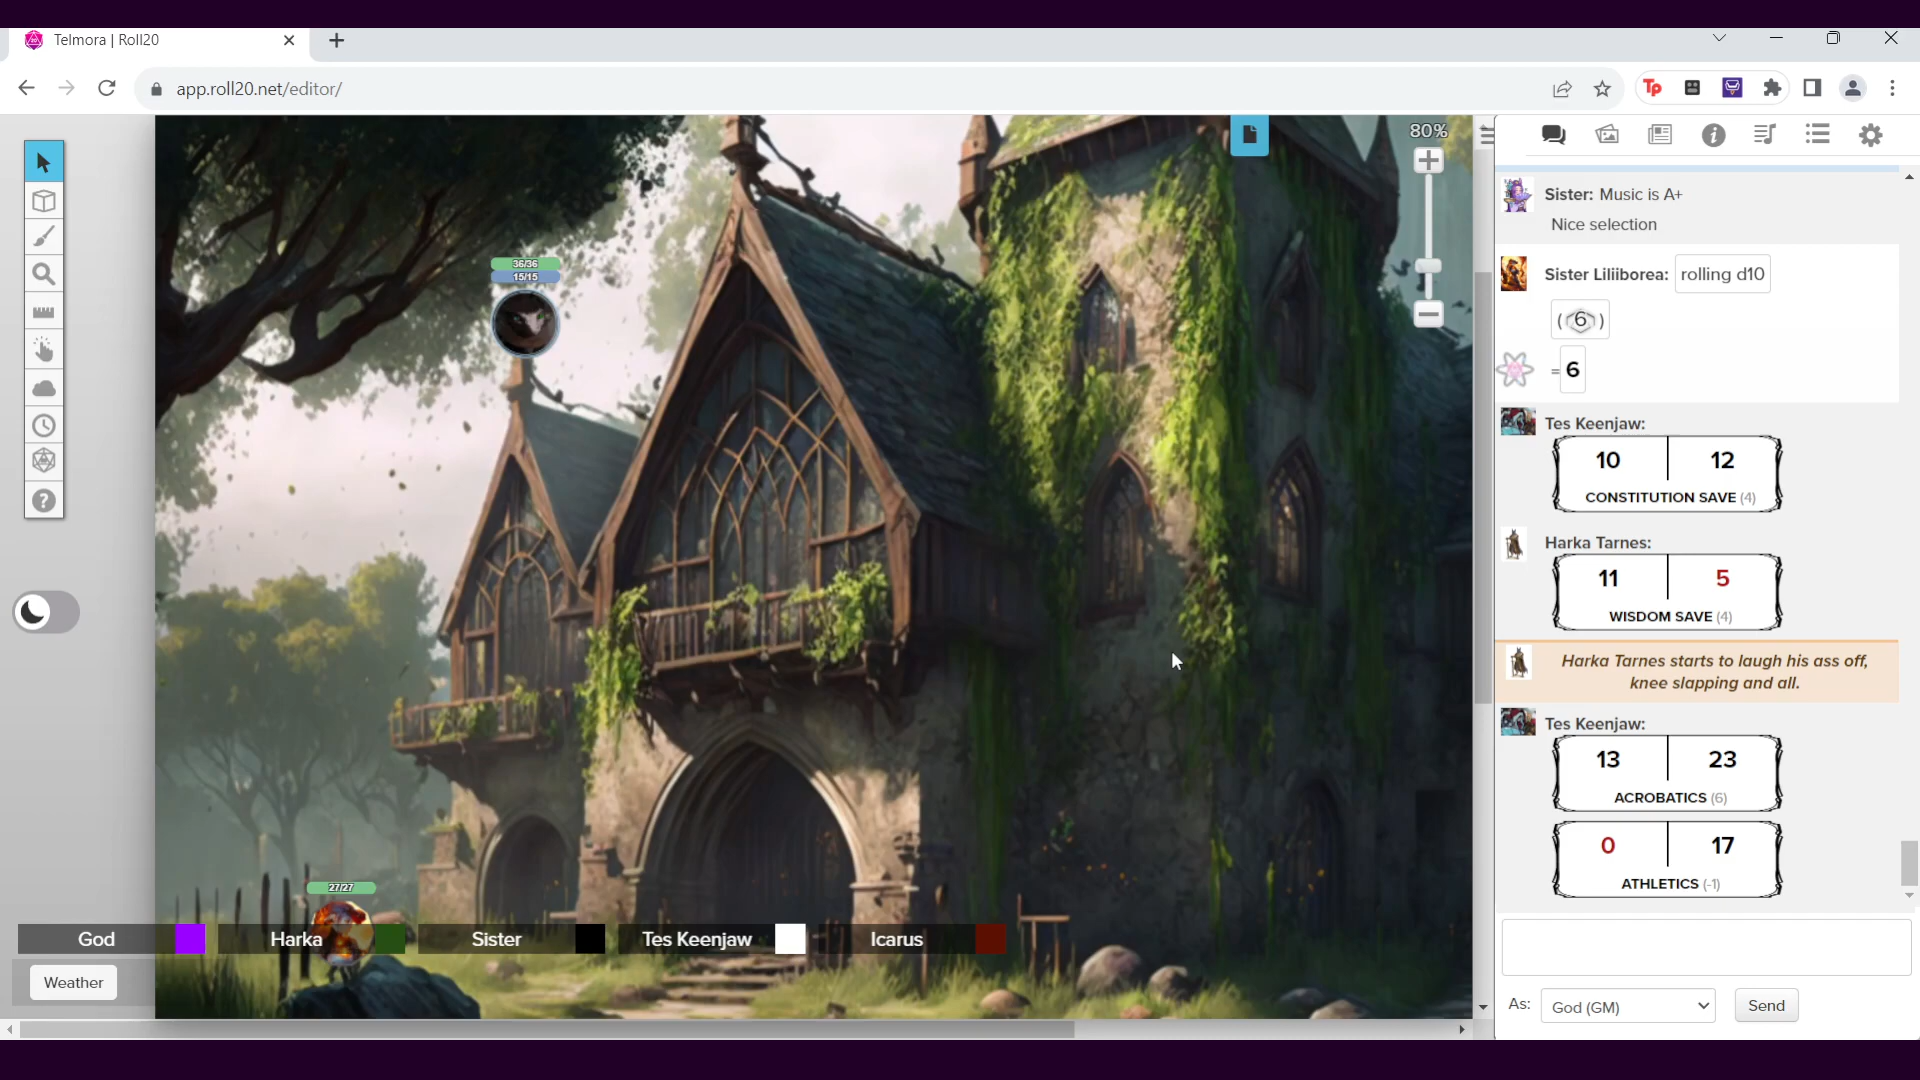 Telmora | Roll20
app.roll20.net/editor/
Tp
80%
36/36
15/15
27/27
God
Harka
Sister
Tes Keenjaw
Icarus
Weather
Sister: Music is A+
Nice selection
Sister Liliiborea: rolling d10
(6)
=6
Tes Keenjaw:
10 12
CONSTITUTION SAVE (4)
Harka Tarnes:
11 5
WISDOM SAVE (4)
Harka Tarnes starts to laugh his ass off,
knee slapping and all.
Tes Keenjaw:
13 23
ACROBATICS (6)
0 17
ATHLETICS (-1)
As: God (GM) Send